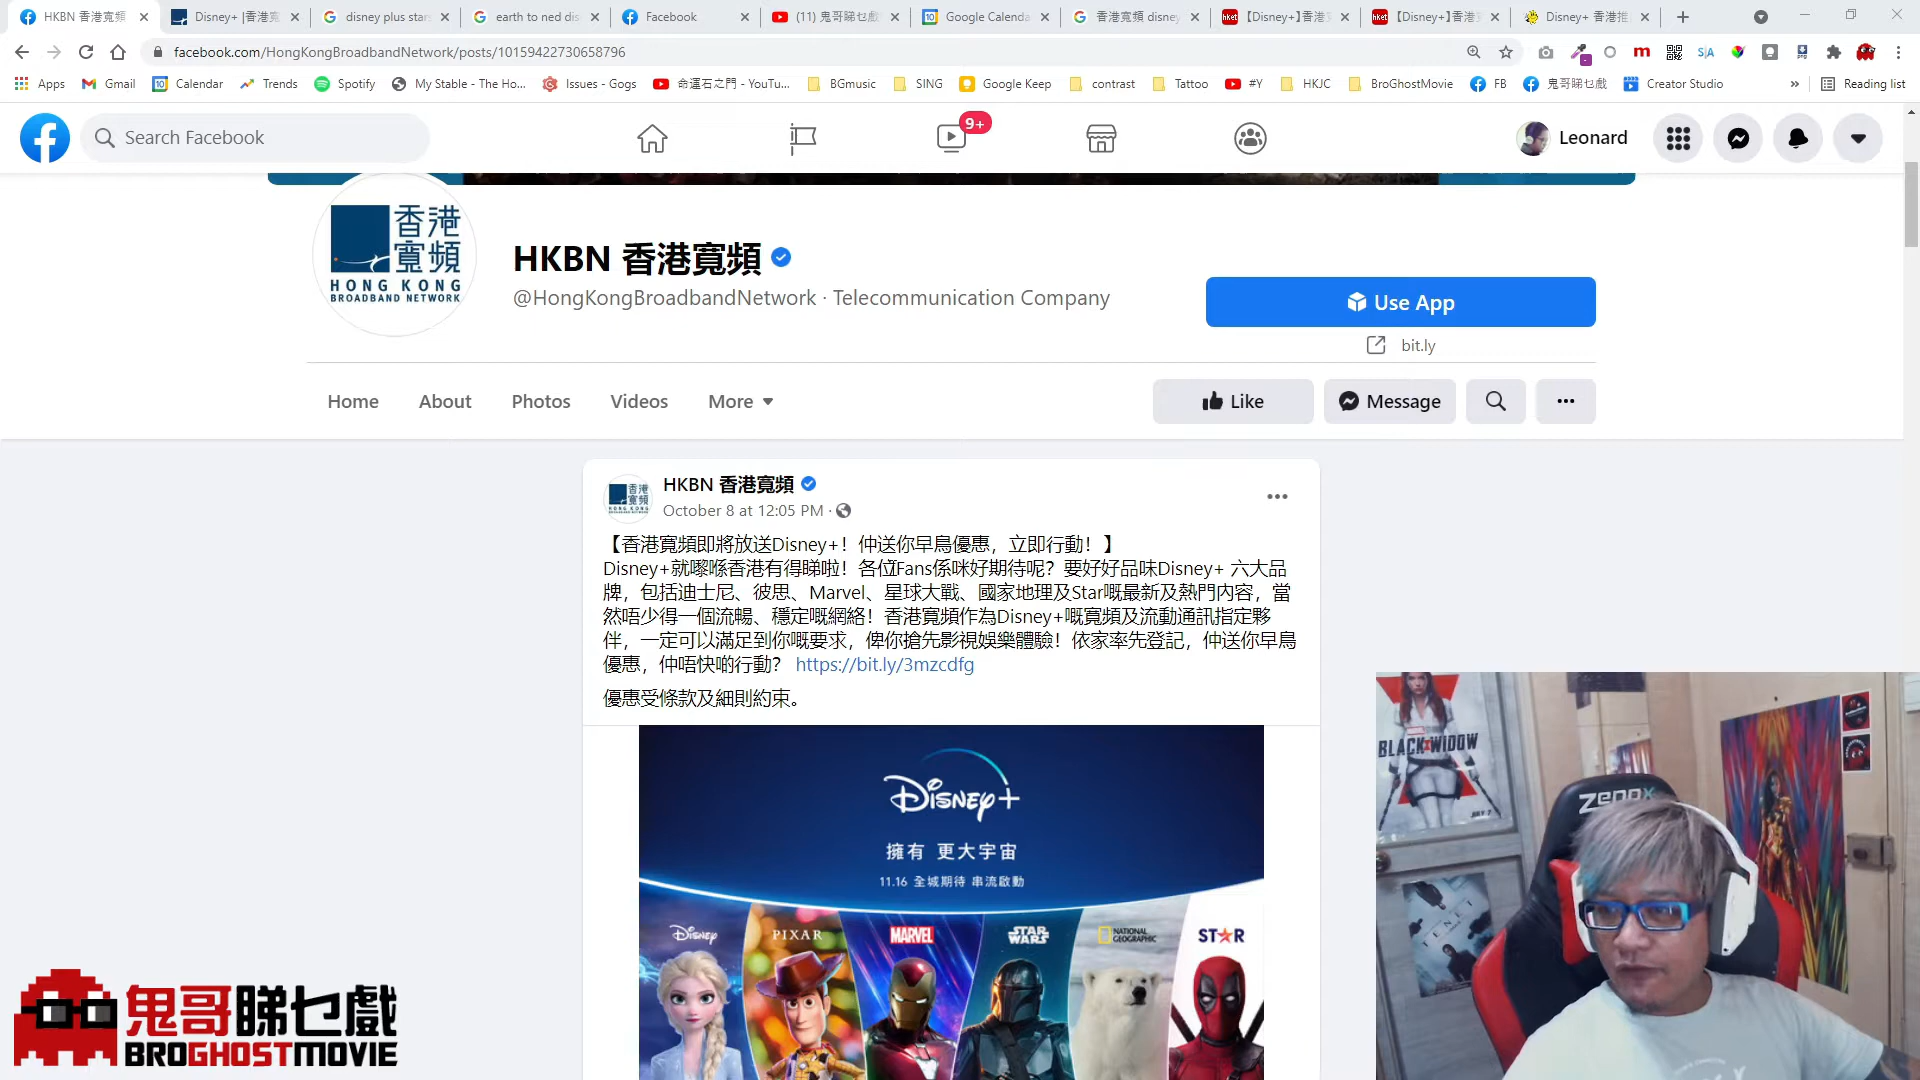 HKBN 香港寬頻
Disney+ |香港寬
disney plus star
earth to ned dis
Facebook
(11) 鬼哥睇乜戲
Google Calenda
香港寬頻 disney
【Disney+】香港
【Disney+】香港
Disney+ 香港推
facebook.com/HongKongBroadbandNetwork/posts/10159422730658796
Apps
Gmail
Calendar
Trends
Spotify
My Stable - The Ho...
Issues - Gogs
命運石之門 - YouTu...
BGmusic
SING
Google Keep
contrast
Tattoo
#Y
HKJC
BroGhostMovie
FB
鬼哥睇乜戲
Creator Studio
Reading list
Search Facebook
9+
Leonard
香港寬頻
HONG KONG
BROADBAND NETWORK
HKBN 香港寬頻
@HongKongBroadbandNetwork · Telecommunication Company
Use App
bit.ly
Home
About
Photos
Videos
More
Like
Message
HKBN 香港寬頻
October 8 at 12:05 PM ·
【香港寬頻即將放送Disney+！仲送你早鳥優惠，立即行動！】
Disney+就嚟喺香港有得睇啦！各位Fans係咪好期待呢？要好好品味Disney+ 六大品
牌，包括迪士尼、彼思、Marvel、星球大戰、國家地理及Star嘅最新及熱門內容，當
然唔少得一個流暢、穩定嘅網絡！香港寬頻作為Disney+嘅寬頻及流動通訊指定夥
伴，一定可以滿足到你嘅要求，俾你搶先影視娛樂體驗！依家率先登記，仲送你早鳥
優惠，仲唔快啲行動？ https://bit.ly/3mzcdfg
優惠受條款及細則約束。
Disney+
擁有 更大宇宙
11.16 全城期待 串流啟動
Disney
PIXAR
MARVEL
STAR WARS
NATIONAL GEOGRAPHIC
STAR
BLACK WIDOW
TENET
ZENOX
鬼哥睇乜戲
BROGHOSTMOVIE